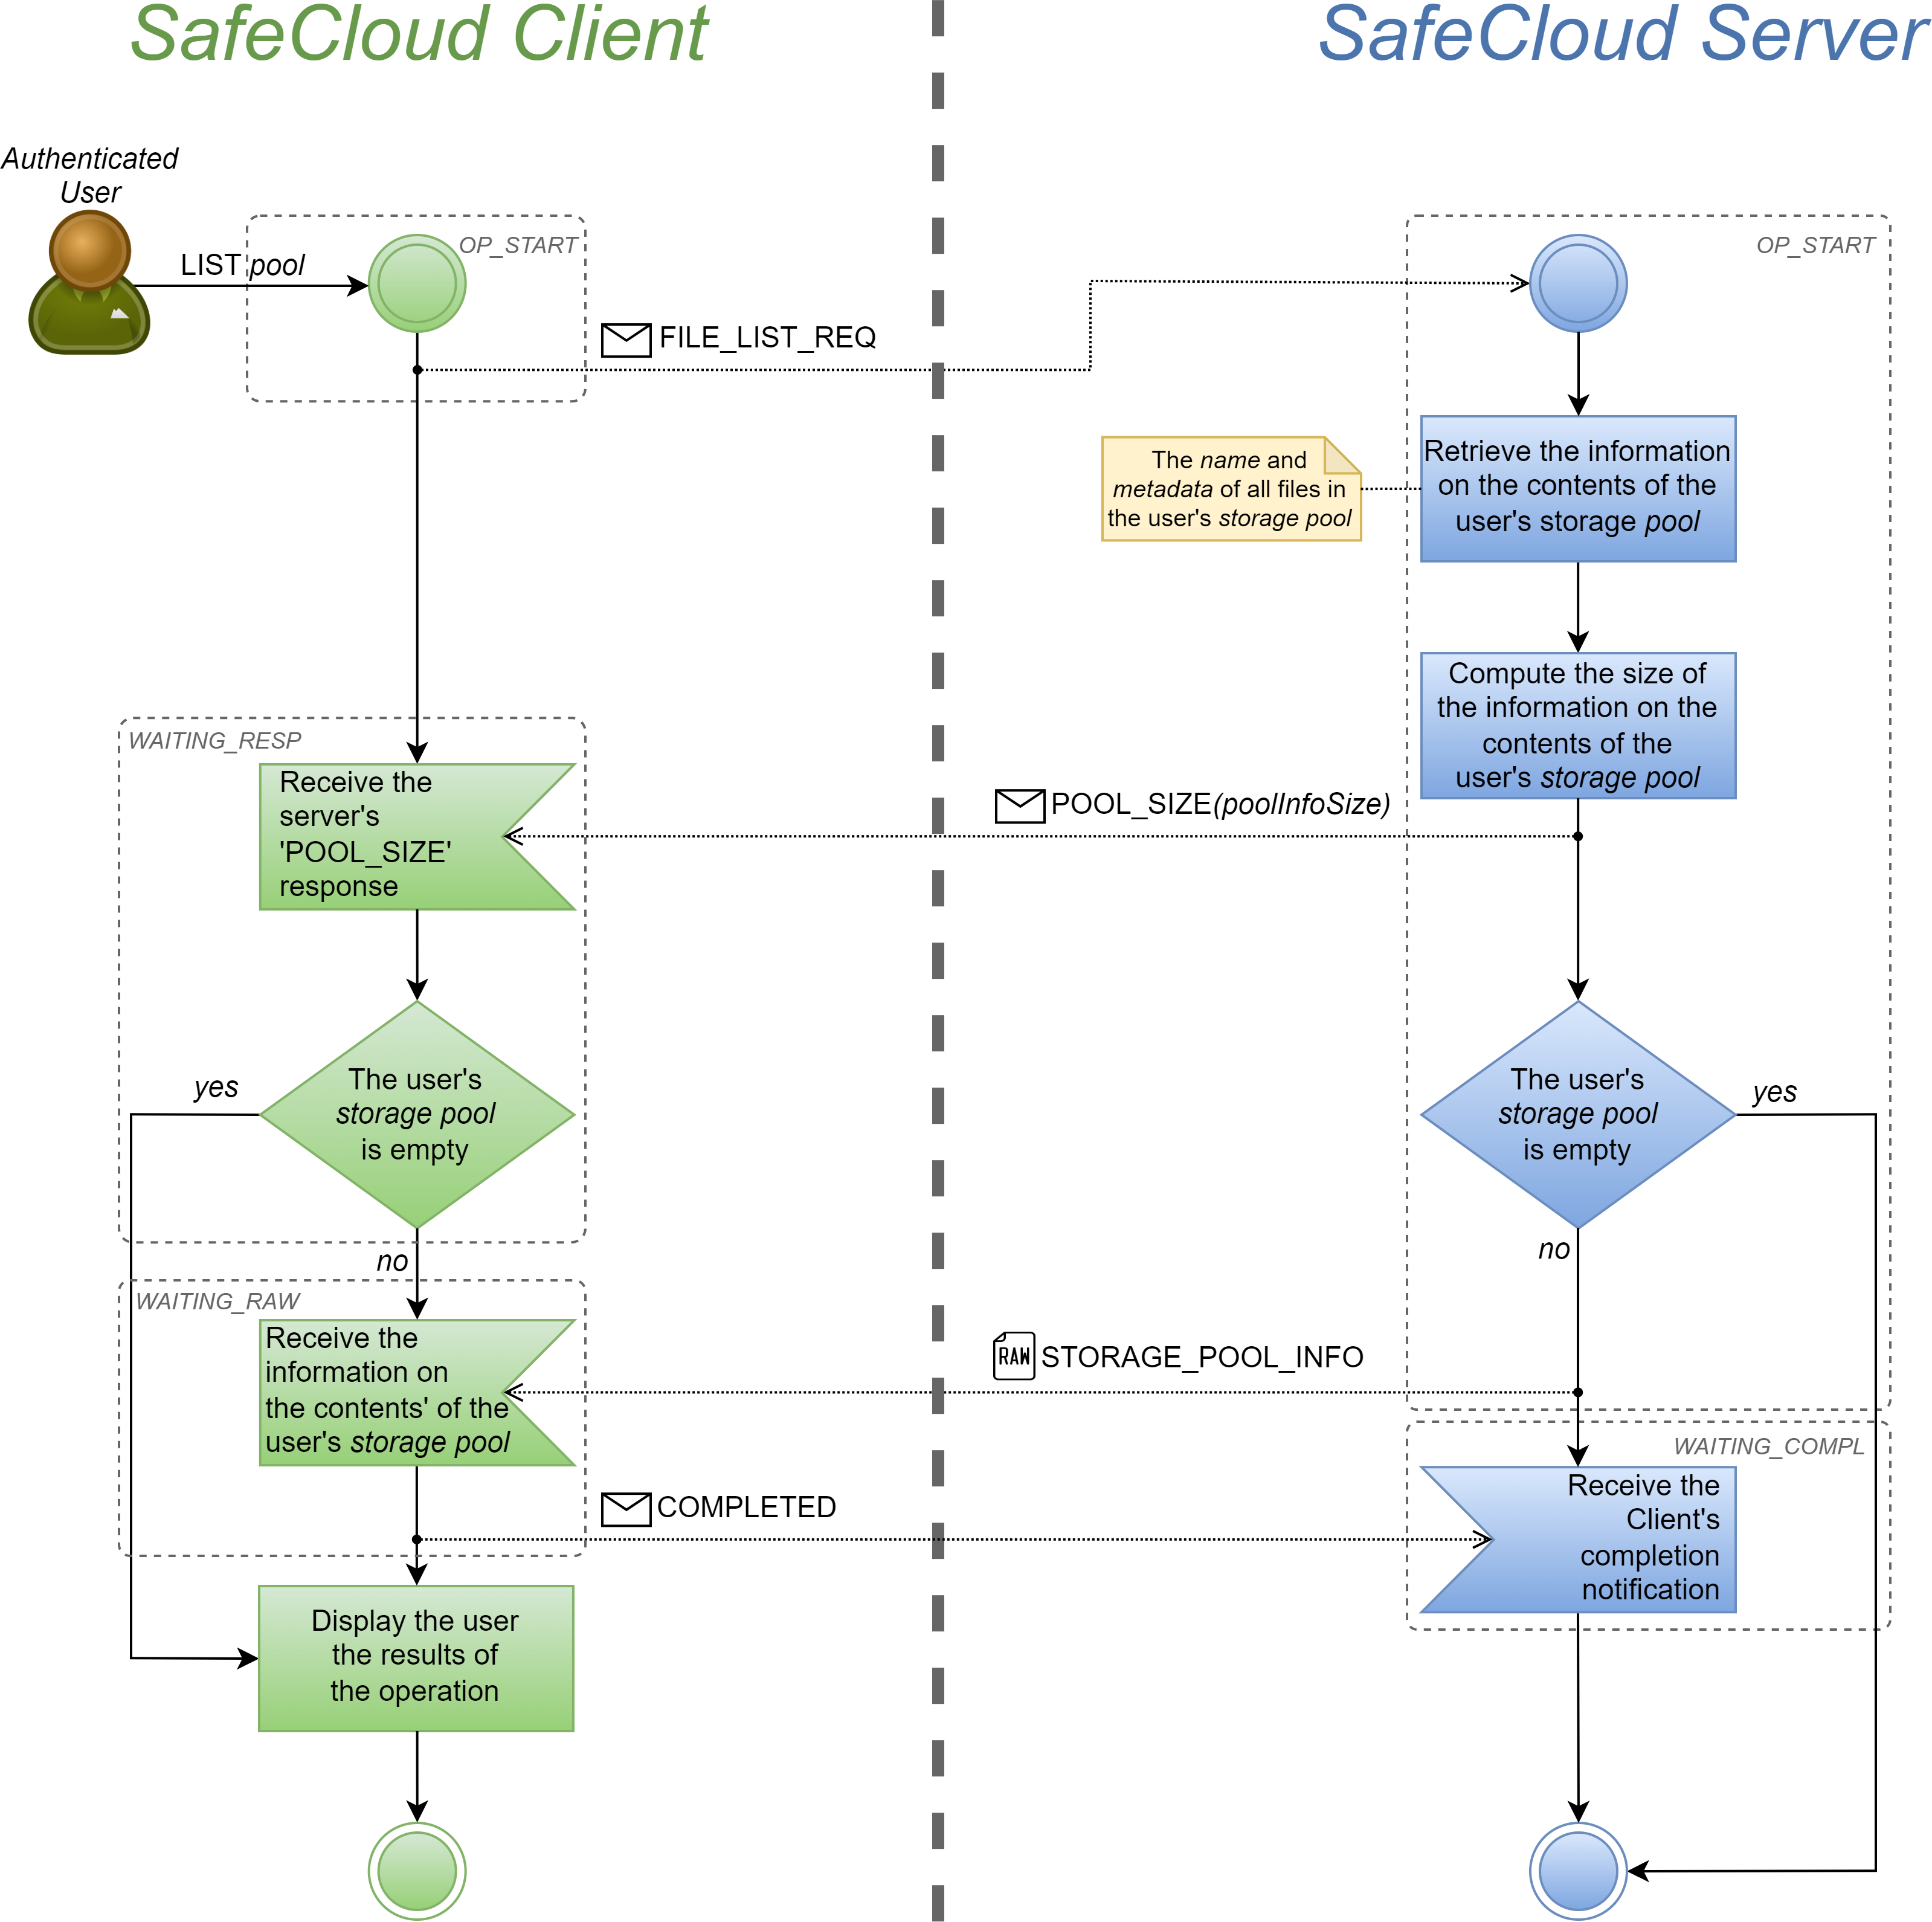 SafeCloud Client
SafeCloud Server
Authenticated
User
LIST pool
OP_START
OP_START
FILE_LIST_REQ
The name and
metadata of all files in
the user's storage pool
Retrieve the information
on the contents of the
user's storage pool
Compute the size of
the information on the
contents of the
user's storage pool
WAITING_RESP
Receive the
server's
'POOL_SIZE'
response
POOL_SIZE(poolInfoSize)
The user's
storage pool
is empty
yes
no
The user's
storage pool
is empty
yes
no
WAITING_RAW
Receive the
information on
the contents' of the
user's storage pool
RAW
STORAGE_POOL_INFO
WAITING_COMPL
COMPLETED
Receive the
Client's
completion
notification
Display the user
the results of
the operation